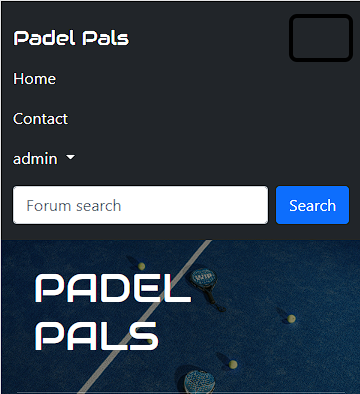 Padel Pals
Home
Contact
admin
Forum search
Search
PADEL
PALS